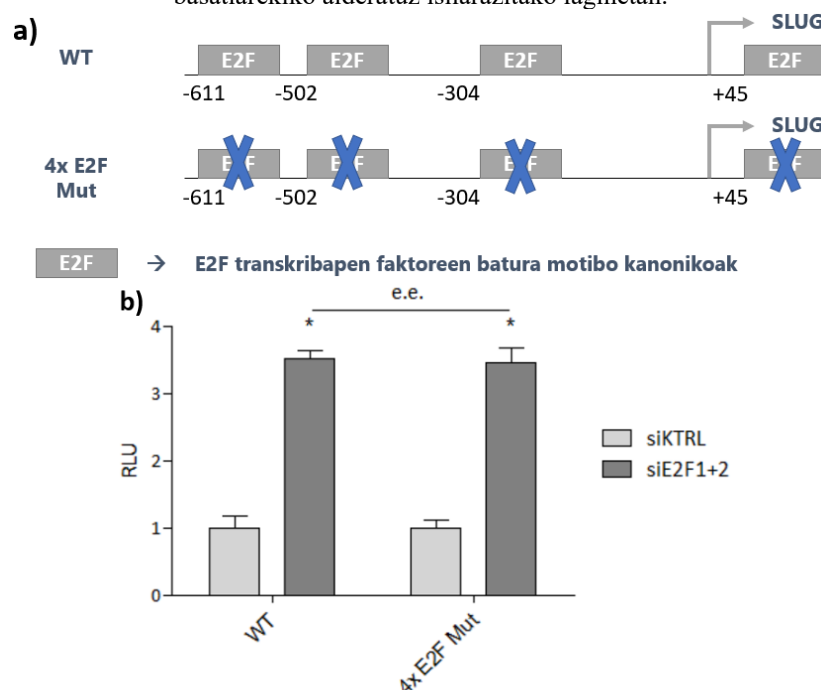 a)
WT
SLUG
E2F E2F E2F E2F
-611 -502 -304 +45
4x E2F
Mut
SLUG
-611 -502 -304 +45
E2F → E2F transkribapen faktoreen batura motibo kanonikoak
b)
e.e.
* *
4
3
2
1
0
RLU
siKTRL
siE2F1+2
WT
4x E2F Mut